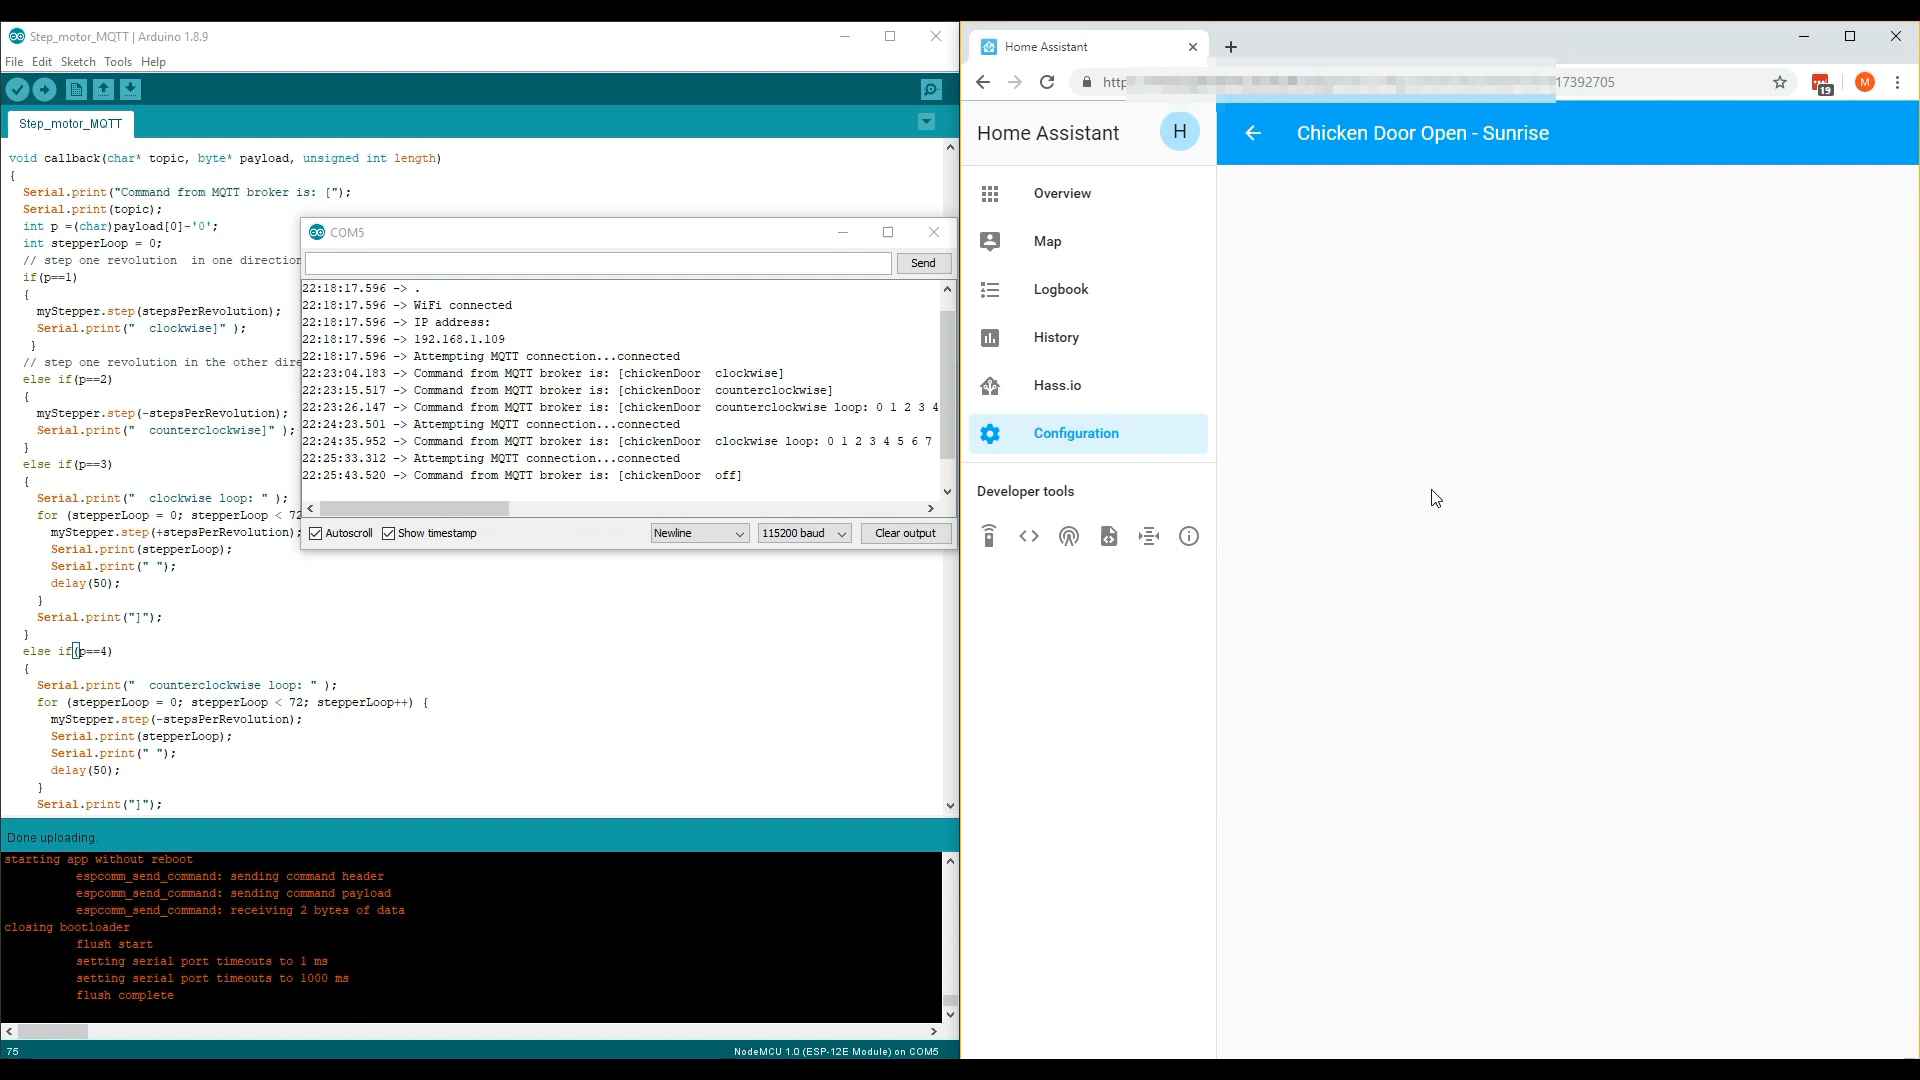 Step_motor_MQTT | Arduino 1.8.9
File Edit Sketch Tools Help
Step_motor_MQTT
void callback(char* topic, byte* payload, unsigned int length)
{
Serial.print("Command from MQTT broker is: [");
Serial.print(topic);
int p =(char)payload[0]-'0';
int stepperLoop = 0;
// step one revolution in one direction
if(p==1)
{
myStepper.step(stepsPerRevolution);
Serial.print("  clockwise]" );
}
// step one revolution in the other dire
else if(p==2)
{
myStepper.step(-stepsPerRevolution);
Serial.print("  counterclockwise]" );
}
else if(p==3)
{
Serial.print("  clockwise loop: " );
for (stepperLoop = 0; stepperLoop < 72
myStepper.step(+stepsPerRevolution);
Serial.print(stepperLoop);
Serial.print(" ");
delay(50);
}
Serial.print("]");
}
else if(p==4)
{
Serial.print("  counterclockwise loop: " );
for (stepperLoop = 0; stepperLoop < 72; stepperLoop++) {
myStepper.step(-stepsPerRevolution);
Serial.print(stepperLoop);
Serial.print(" ");
delay(50);
}
Serial.print("]");
COM5
Send
22:18:17.596 -> .
22:18:17.596 -> WiFi connected
22:18:17.596 -> IP address:
22:18:17.596 -> 192.168.1.109
22:18:17.596 -> Attempting MQTT connection...connected
22:23:04.183 -> Command from MQTT broker is: [chickenDoor  clockwise]
22:23:15.517 -> Command from MQTT broker is: [chickenDoor  counterclockwise]
22:23:26.147 -> Command from MQTT broker is: [chickenDoor  counterclockwise loop: 0 1 2 3 4
22:24:23.501 -> Attempting MQTT connection...connected
22:24:35.952 -> Command from MQTT broker is: [chickenDoor  clockwise loop: 0 1 2 3 4 5 6 7
22:25:33.312 -> Attempting MQTT connection...connected
22:25:43.520 -> Command from MQTT broker is: [chickenDoor  off]
Autoscroll Show timestamp Newline 115200 baud Clear output
Done uploading.
starting app without reboot
espcomm_send_command: sending command header
espcomm_send_command: sending command payload
espcomm_send_command: receiving 2 bytes of data
closing bootloader
flush start
setting serial port timeouts to 1 ms
setting serial port timeouts to 1000 ms
flush complete
75 NodeMCU 1.0 (ESP-12E Module) on COM5
Home Assistant
http 17392705
19 M
Home Assistant H
Chicken Door Open - Sunrise
Overview
Map
Logbook
History
Hass.io
Configuration
Developer tools